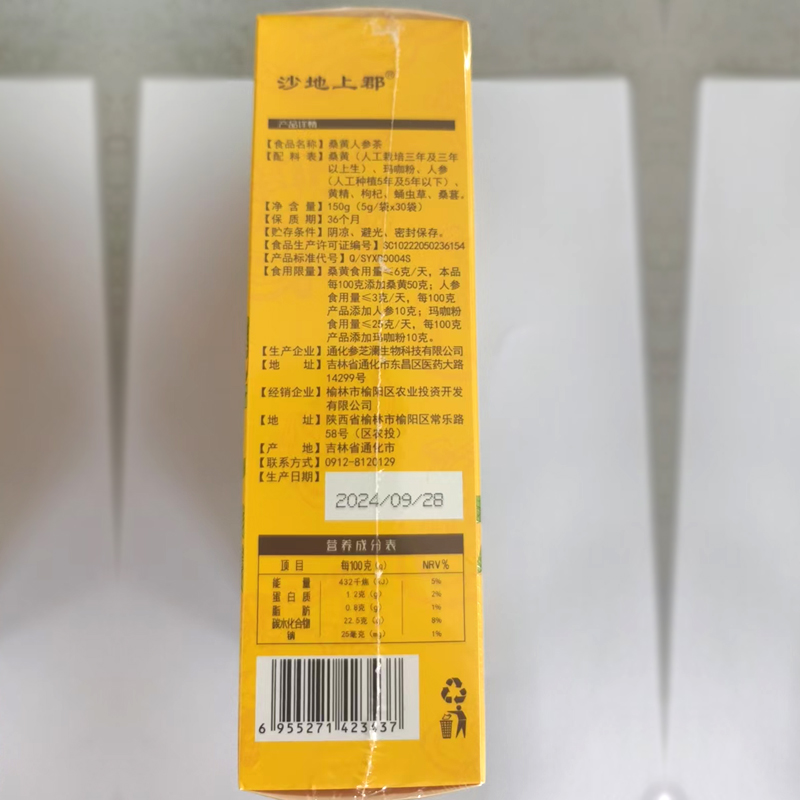 沙地上郡®
产品详情
【食品名称】桑黄人参茶
【配 料 表】桑黄（人工栽培三年及三年
以上生）、玛咖粉、人参
（人工种植5年及5年以下）、
黄精、枸杞、蛹虫草、桑葚。
【净 含 量】150g（5g/袋x30袋）
【保 质 期】36个月
【贮存条件】阴凉、避光、密封保存。
【食品生产许可证编号】SC10222050236154
【产品标准代号】Q/SYXR0004S
【食用限量】桑黄食用量≤6克/天，本品
每100克添加桑黄50克；人参
食用量≤3克/天，每100克
产品添加人参10克；玛咖粉
食用量≤25克/天，每100克
产品添加玛咖粉10克。
【生产企业】通化参芝澜生物科技有限公司
【地 址】吉林省通化市东昌区医药大路
14299号
【经销企业】榆林市榆阳区农业投资开发
有限公司
【地 址】陕西省榆林市榆阳区常乐路
58号（区农投）
【产 地】吉林省通化市
【联系方式】0912-8120129
【生产日期】
2024/09/28
营养成分表
项目 每100克(g) NRV%
能 量 432千焦(kJ) 5%
蛋白质 1.2克(g) 2%
脂 肪 0.8克(g) 1%
碳水化合物 22.5克(g) 8%
钠 25毫克(mg) 1%
6 955271 423437